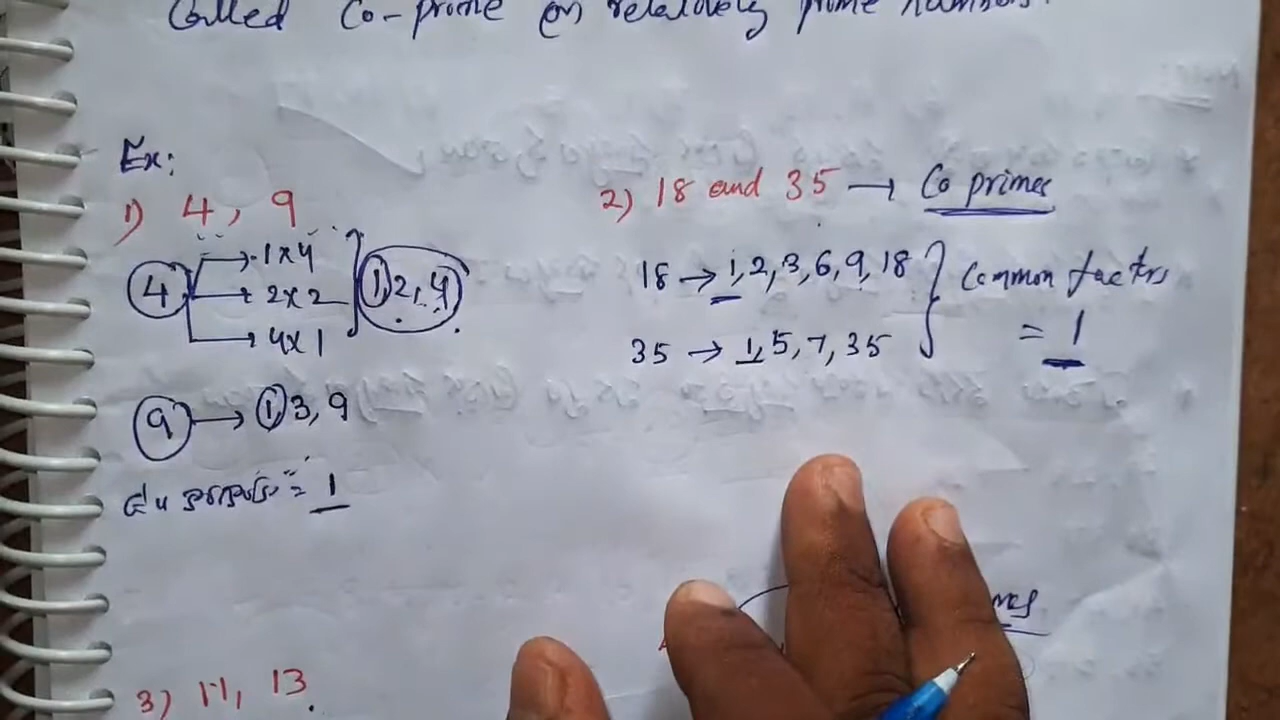 Called Co-prime or relatively prime numbers.
Ex:
1) 4, 9
4 → 1×4
→ 2×2
→ 4×1
1, 2, 4
9 → 1, 3, 9
= 1
2) 18 and 35 → Co primes
18 → 1, 2, 3, 6, 9, 18
35 → 1, 5, 7, 35
Common factors
= 1
3) 11, 13